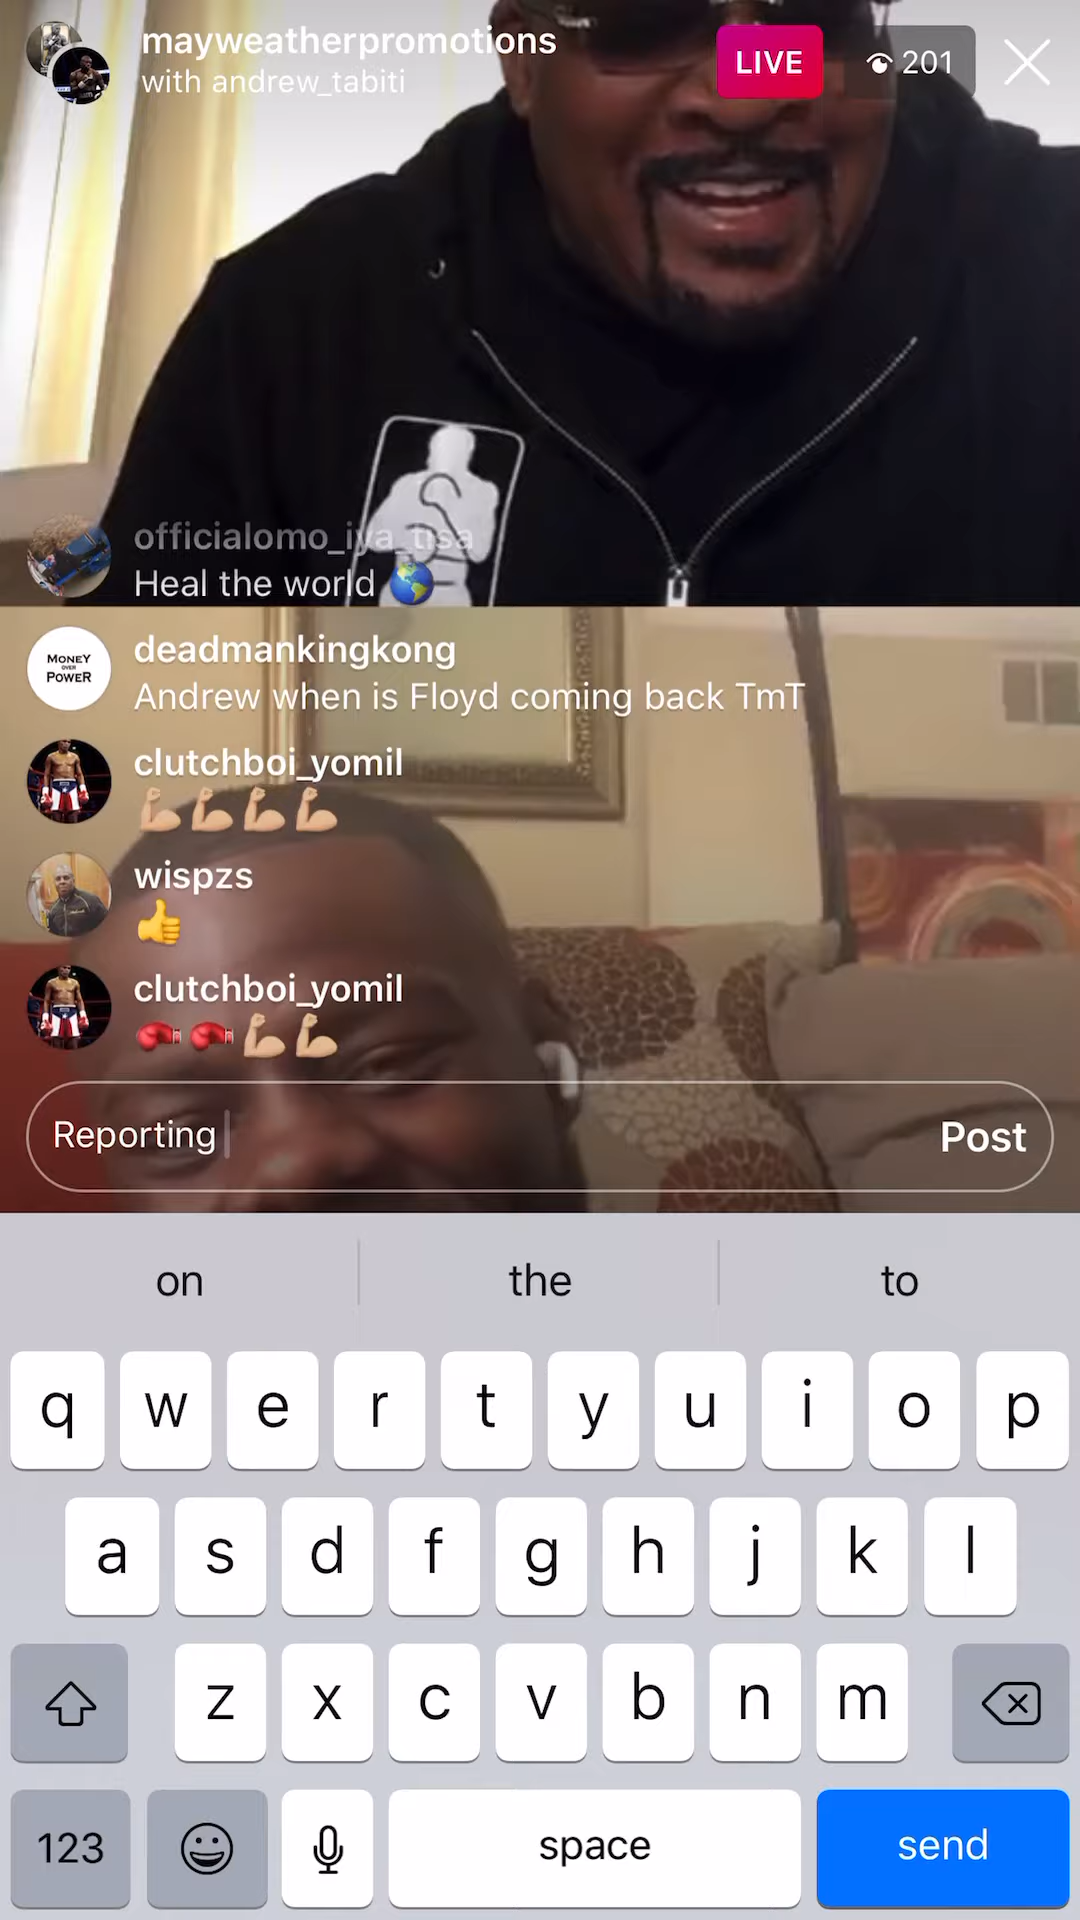 mayweatherpromotions
with andrew_tabiti
LIVE
201
officialomo_iya_tisa
Heal the world 🌎
MONEY
OVER
POWER
deadmankingkong
Andrew when is Floyd coming back TmT
clutchboi_yomil
💪🏼💪🏼💪🏼💪🏼
wispzs
👍
clutchboi_yomil
🥊🥊💪🏼💪🏼
Reporting
Post
on the to
q w e r t y u i o p
a s d f g h j k l
z x c v b n m
123 space send